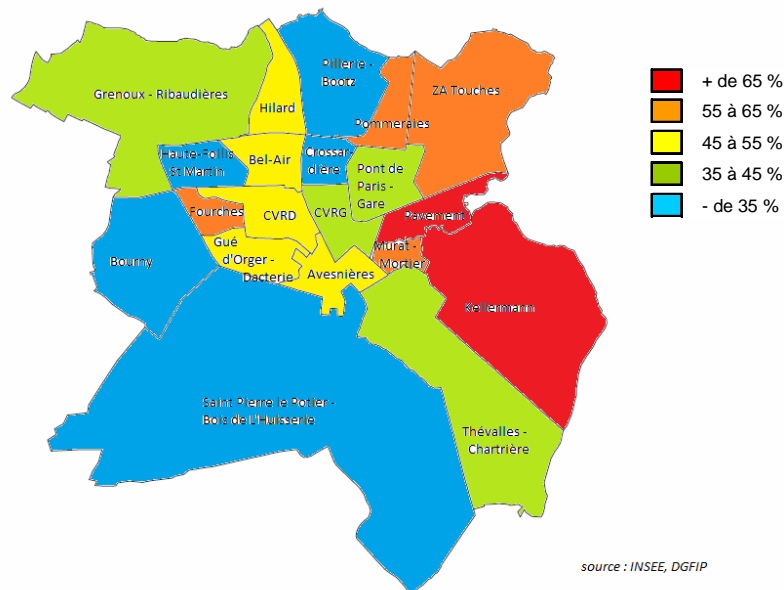 Pillerie -
Bootz
ZA Touches
Grenoux - Ribaudières
Hilard
Pommeraies
Haute-Follis
St Martin
Bel-Air
Crossar-
d'ière
Pont de
Paris -
Gare
Fourches
CVRD
CVRG
Pavement
Bourny
Gué
d'Orger -
Dacterie
Avesnières
Murat -
Mortier
Kellermann
Saint Pierre le Potier -
Bois de L'Huisserie
Thévalles -
Chartrière
+ de 65 %
55 à 65 %
45 à 55 %
35 à 45 %
- de 35 %
source : INSEE, DGFIP